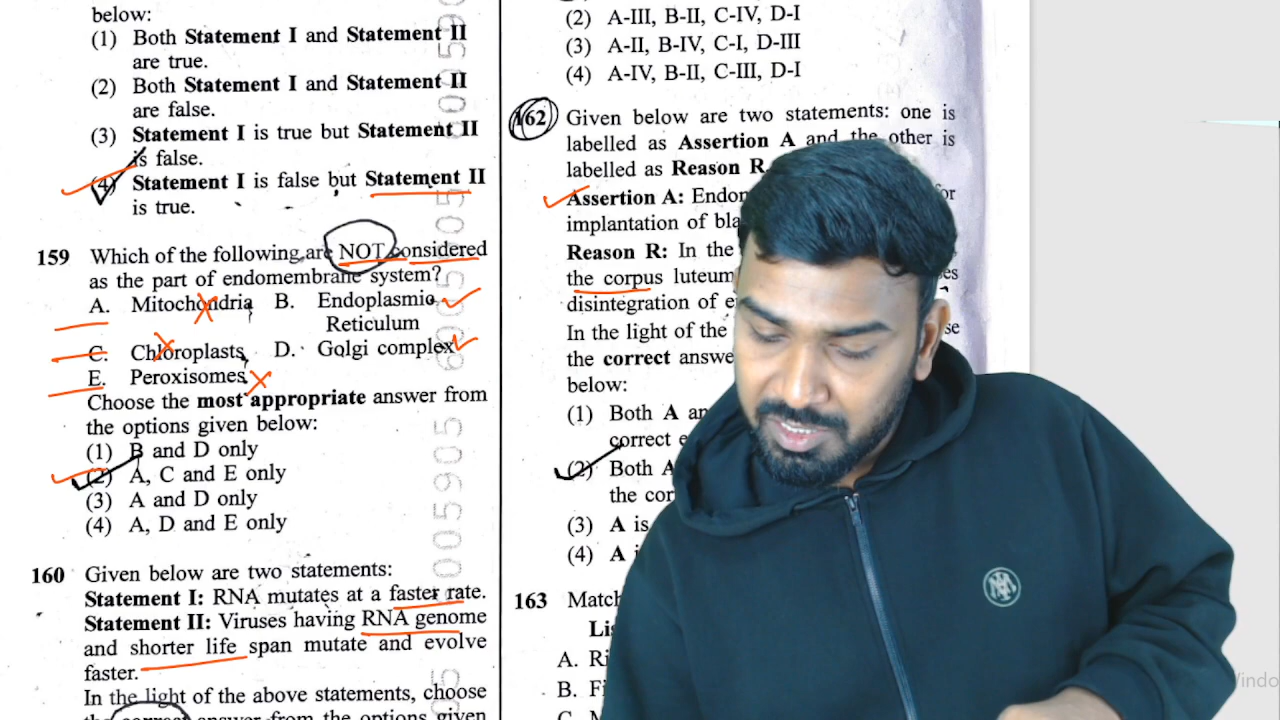 below:
(1) Both Statement I and Statement II
are true.
(2) Both Statement I and Statement II
are false.
(3) Statement I is true but Statement II
is false.
(4) Statement I is false but Statement II
is true.
159 Which of the following are NOT considered
as the part of endomembrane system?
A. Mitochondria B. Endoplasmic
Reticulum
C. Chloroplasts D. Golgi complex
E. Peroxisomes
Choose the most appropriate answer from
the options given below:
(1) B and D only
(2) A, C and E only
(3) A and D only
(4) A, D and E only
160 Given below are two statements:
Statement I: RNA mutates at a faster rate.
Statement II: Viruses having RNA genome
and shorter life span mutate and evolve
faster.
In the light of the above statements, choose
the correct answer from the options given
(2) A-III, B-II, C-IV, D-I
(3) A-II, B-IV, C-I, D-III
(4) A-IV, B-II, C-III, D-I
162 Given below are two statements: one is
labelled as Assertion A and the other is
labelled as Reason R.
Assertion A:
implantation of
Reason R: In the
the corpus luteum
disintegration of
In the light of the
the correct
below:
(1) Both A
correct
(2) Both A
the
(3) A is
(4) A
163
A.
B.
C.